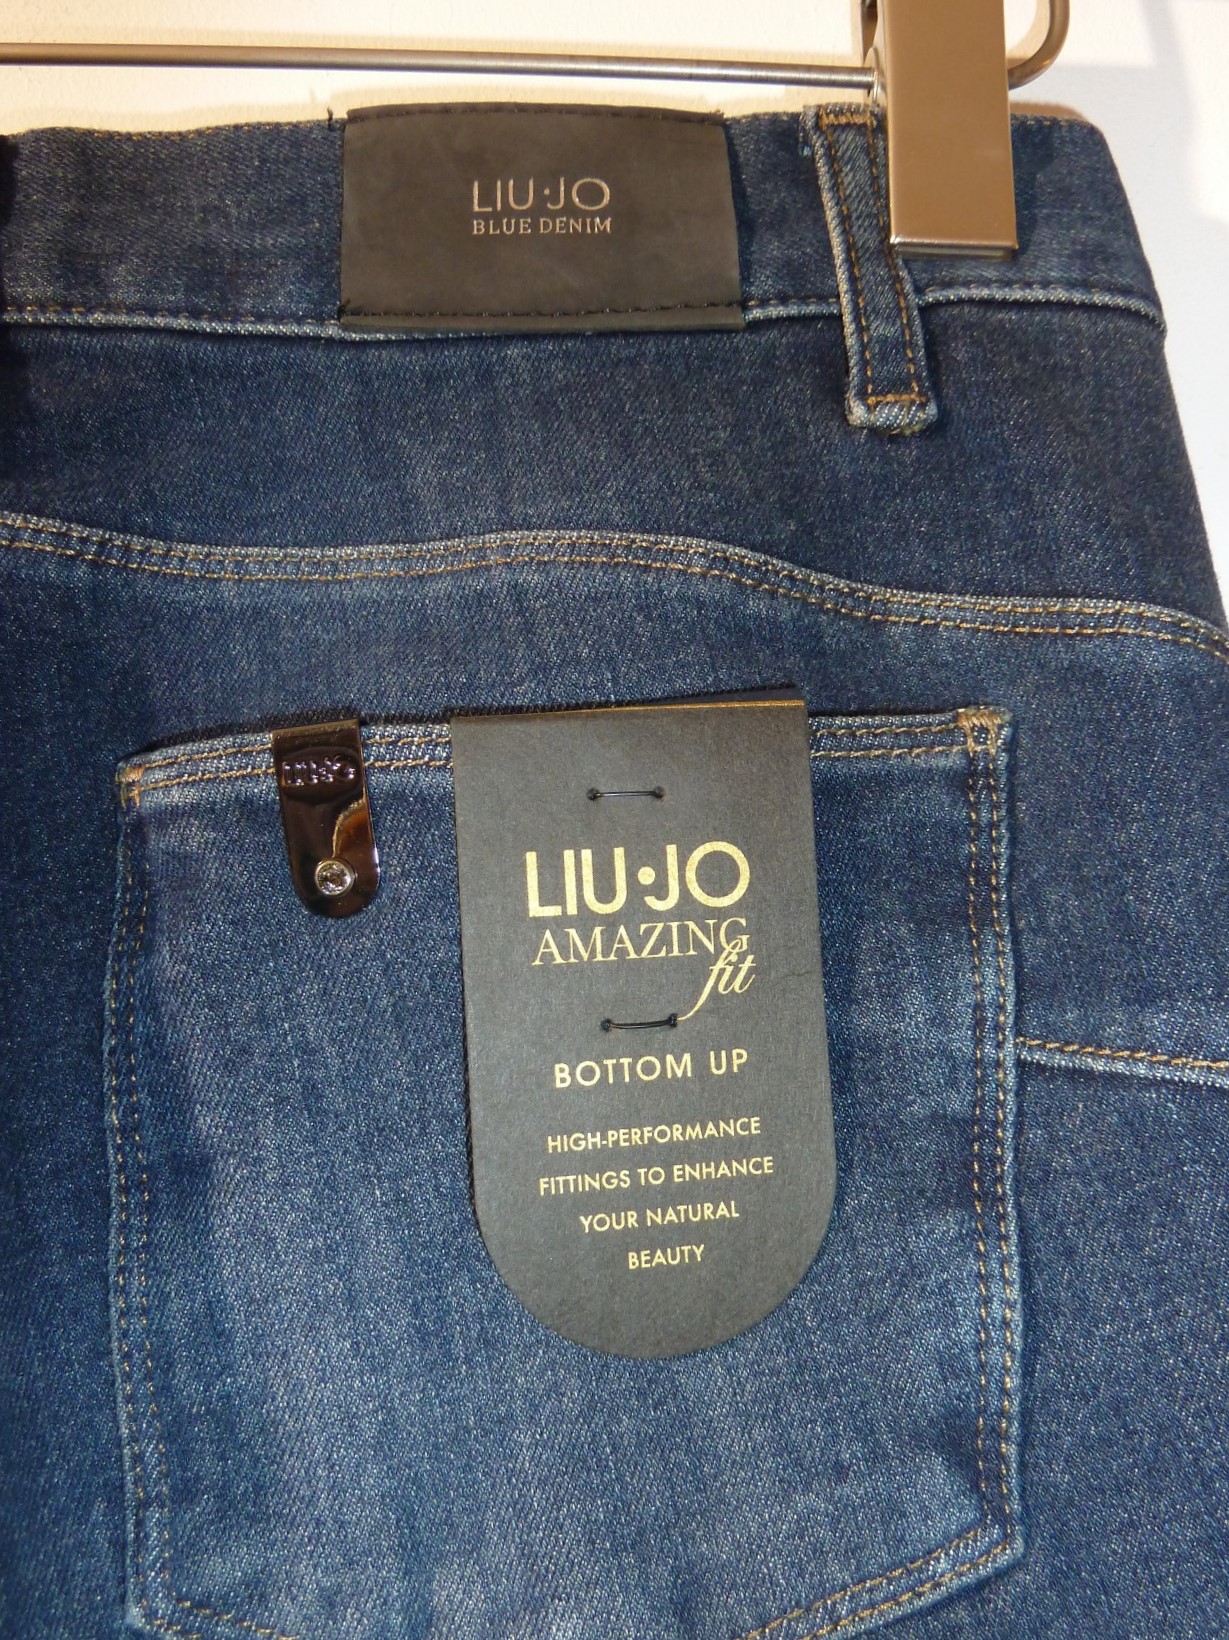 LIU·JO
BLUE DENIM
LIU·JO
LIU·JO
AMAZING
fit
BOTTOM UP
HIGH-PERFORMANCE
FITTINGS TO ENHANCE
YOUR NATURAL
BEAUTY